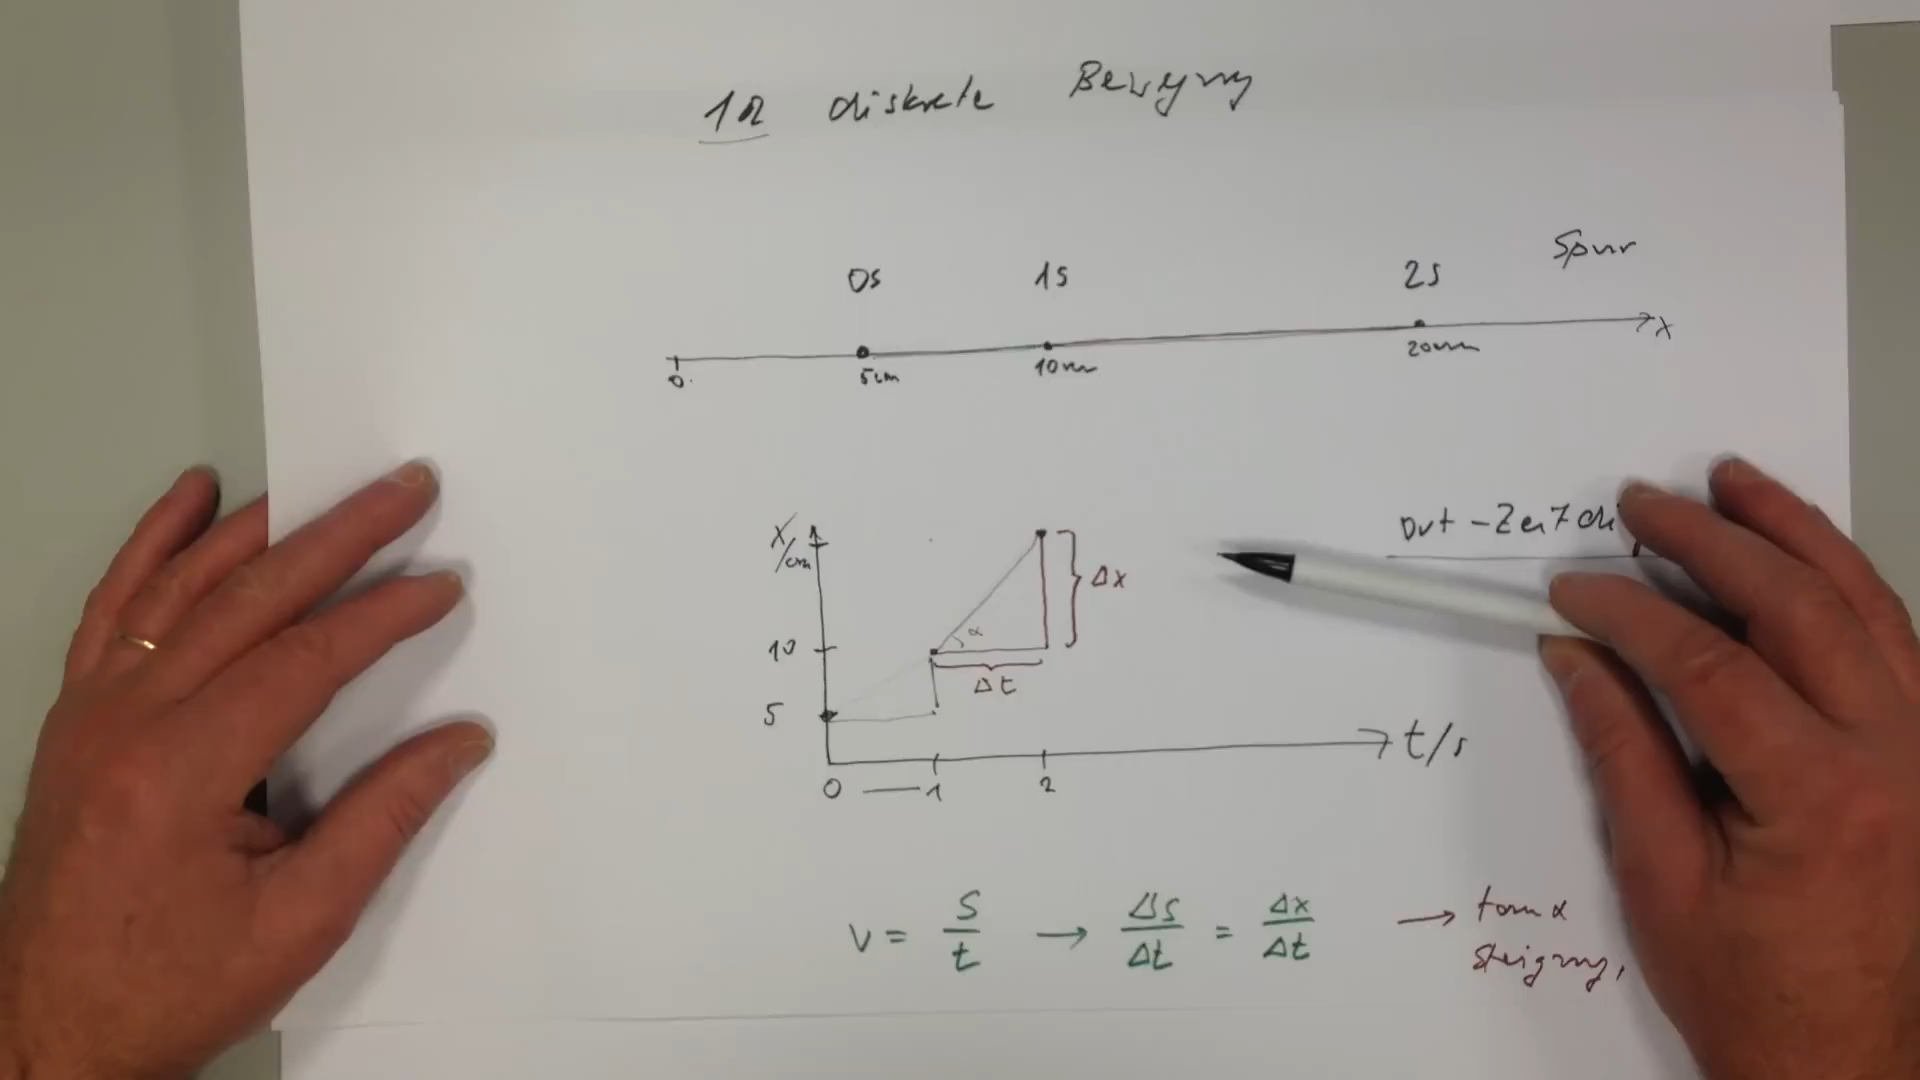 1D diskrete Bewegung
0s 1s 2s Spur
0 5cm 10cm 20cm x
x/cm
Ort-Zeit di
Δx
α
10
Δt
5
t/s
0 1 2
v = s/t → Δs/Δt = Δx/Δt → tan α
Steigung,